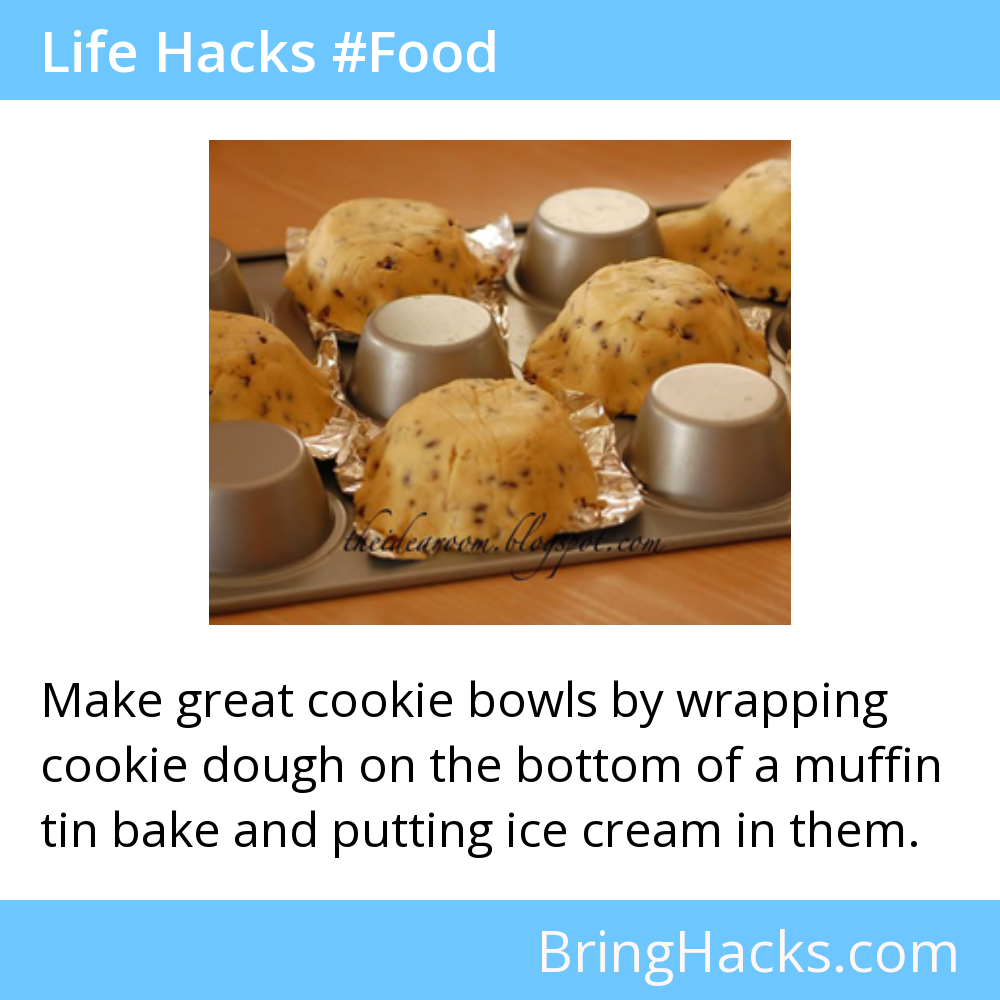 Life Hacks #Food
theidearoom.blogspot.com
Make great cookie bowls by wrapping
cookie dough on the bottom of a muffin
tin bake and putting ice cream in them.
BringHacks.com